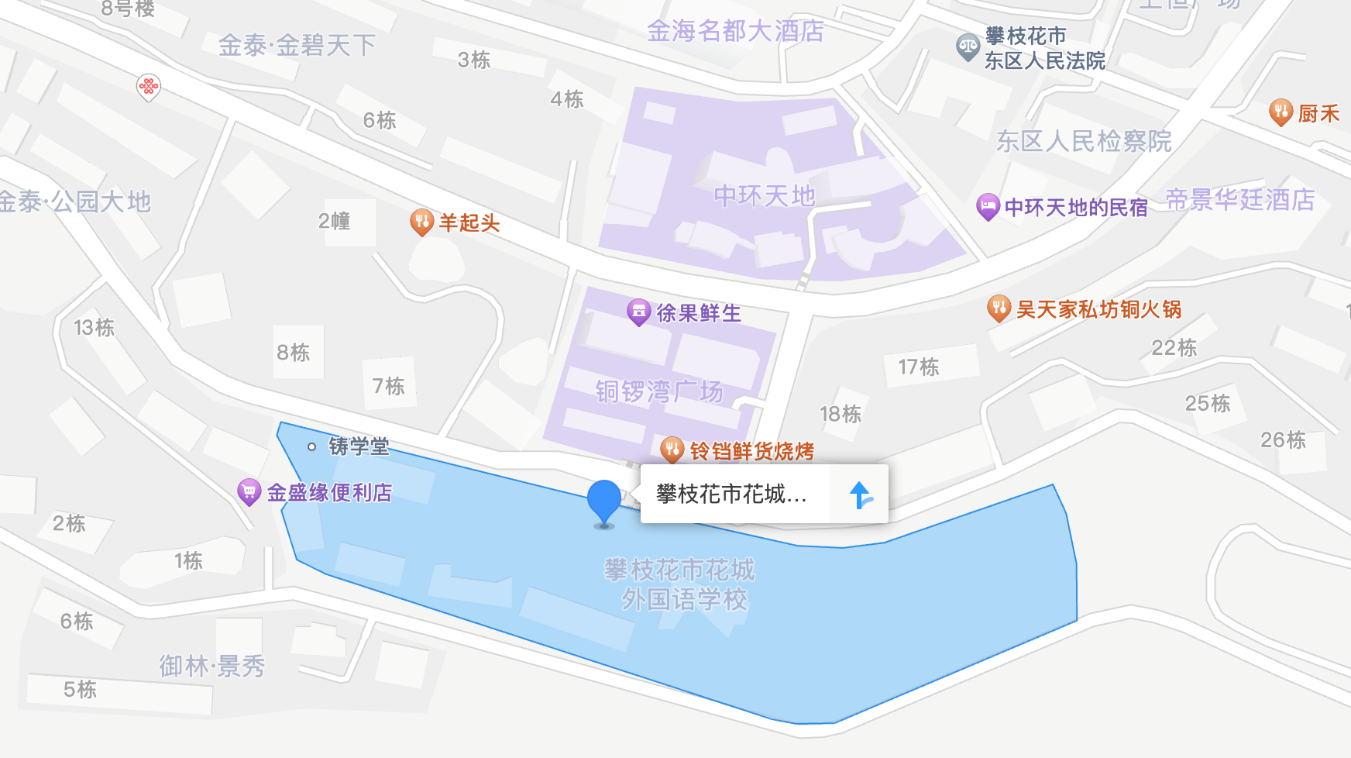 8号楼
金泰·金碧天下
金海名都大酒店
攀枝花市
东区人民法院
3栋
4栋
6栋
厨禾
东区人民检察院
金泰·公园大地
2幢
羊起头
中环天地
中环天地的民宿
帝景华廷酒店
徐果鲜生
吴天家私坊铜火锅
13栋
8栋
7栋
铜锣湾广场
17栋
22栋
18栋
25栋
26栋
铸学堂
铃铛鲜货烧烤
金盛缘便利店
攀枝花市花城...
2栋
1栋
攀枝花市花城
外国语学校
6栋
御林·景秀
5栋